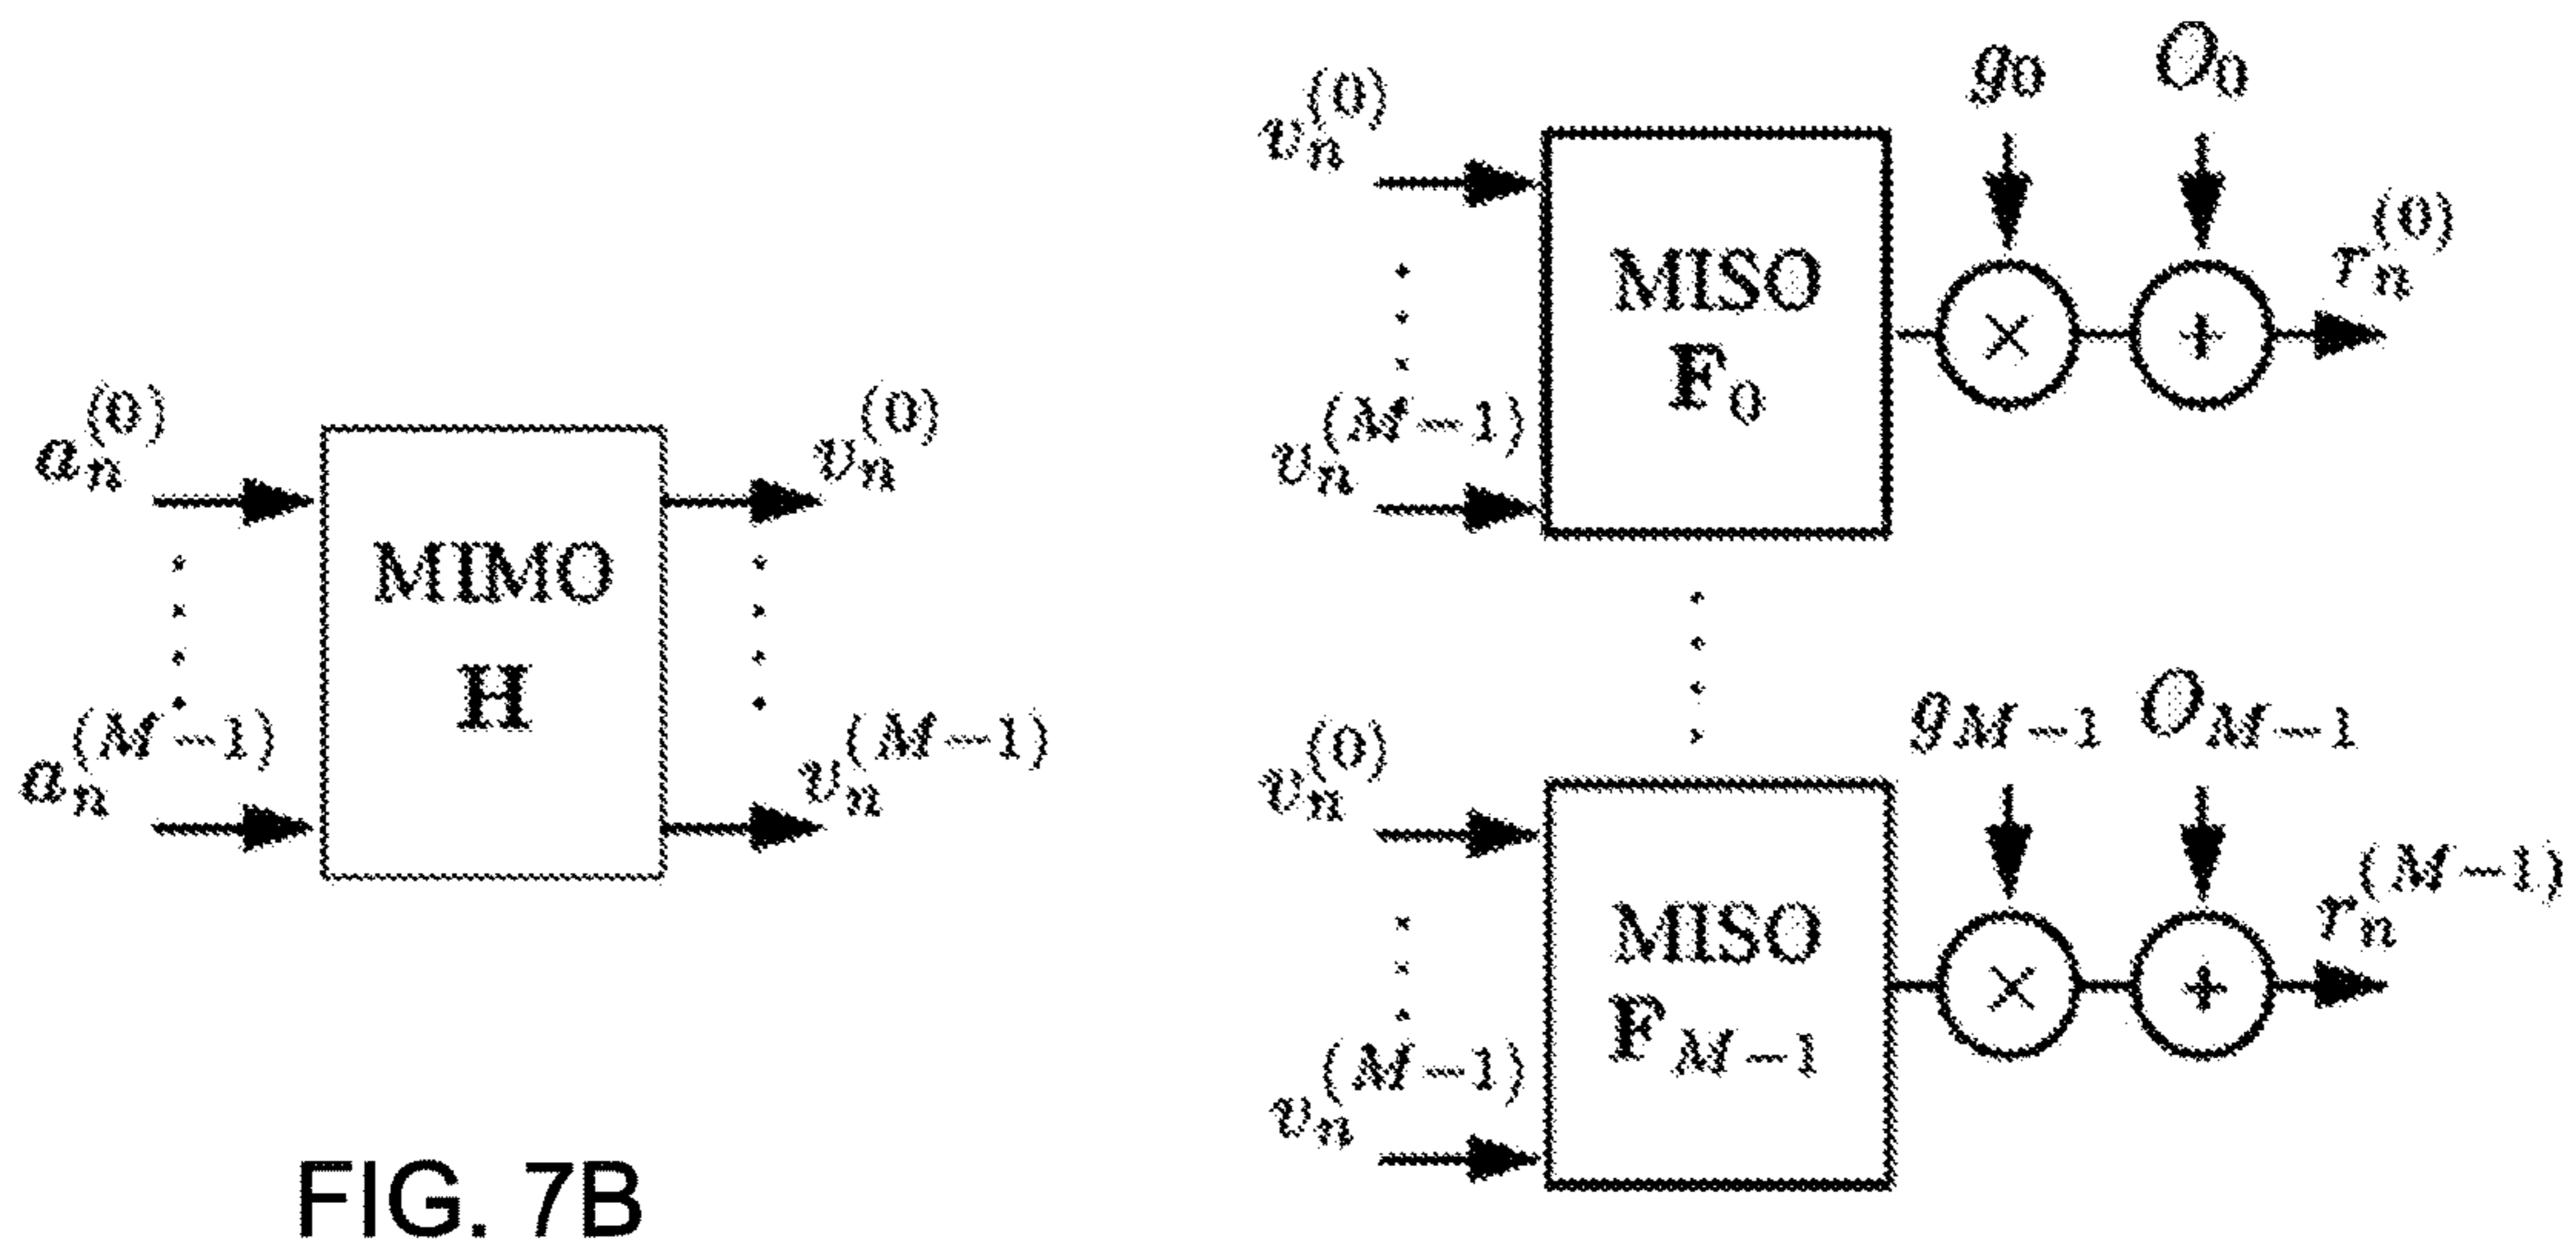 a_n^(0)
MIMO
H
v_n^(0)
a_n^(M−1)
v_n^(M−1)
FIG. 7B
v_n^(0)
g_0
O_0
MISO
F_0
×
+
r_n^(0)
v_n^(M−1)
v_n^(0)
g_M−1
O_M−1
MISO
F_M−1
×
+
r_n^(M−1)
v_n^(M−1)